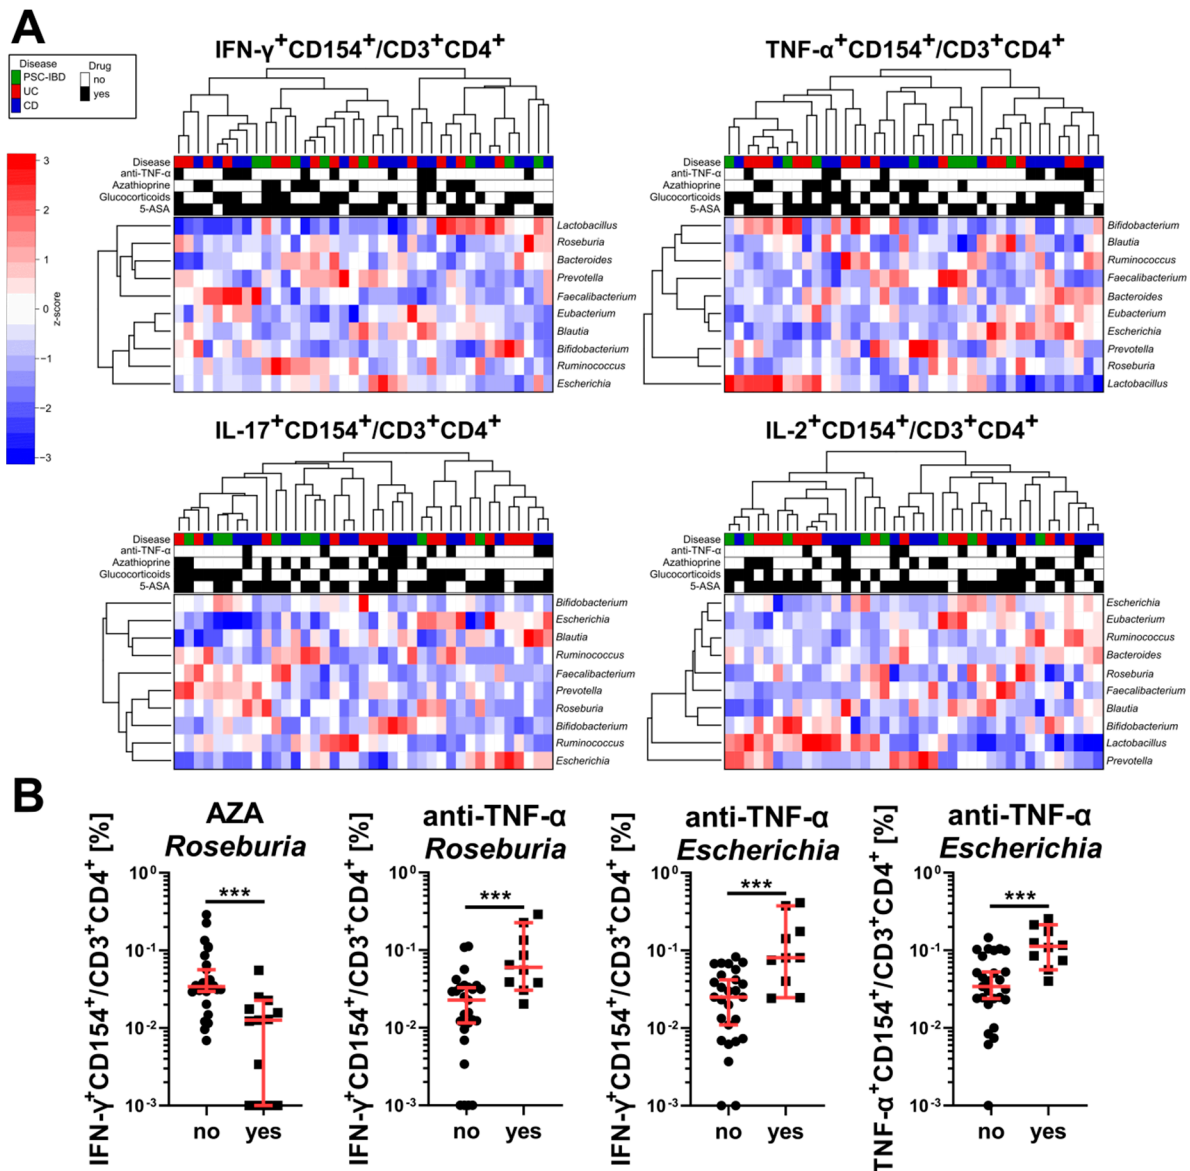 A
IFN-γ+CD154+/CD3+CD4+
TNF-α+CD154+/CD3+CD4+
Disease
PSC-IBD
UC
CD
Drug
no
yes
3
2
1
0
-1
-2
-3
z-score
Disease
anti-TNF-α
Azathioprine
Glucocorticoids
5-ASA
Lactobacillus
Roseburia
Bacteroides
Prevotella
Faecalibacterium
Eubacterium
Blautia
Bifidobacterium
Ruminococcus
Escherichia
Disease
anti-TNF-α
Azathioprine
Glucocorticoids
5-ASA
Bifidobacterium
Blautia
Ruminococcus
Faecalibacterium
Bacteroides
Eubacterium
Escherichia
Prevotella
Roseburia
Lactobacillus
IL-17+CD154+/CD3+CD4+
IL-2+CD154+/CD3+CD4+
Disease
anti-TNF-α
Azathioprine
Glucocorticoids
5-ASA
Bifidobacterium
Escherichia
Blautia
Ruminococcus
Faecalibacterium
Prevotella
Roseburia
Bifidobacterium
Ruminococcus
Escherichia
Disease
anti-TNF-α
Azathioprine
Glucocorticoids
5-ASA
Escherichia
Eubacterium
Ruminococcus
Bacteroides
Roseburia
Faecalibacterium
Blautia
Bifidobacterium
Lactobacillus
Prevotella
B
AZA
Roseburia
IFN-γ+CD154+/CD3+CD4+ [%]
10^0
10^-1
10^-2
10^-3
***
no yes
anti-TNF-α
Roseburia
IFN-γ+CD154+/CD3+CD4+ [%]
10^0
10^-1
10^-2
10^-3
***
no yes
anti-TNF-α
Escherichia
IFN-γ+CD154+/CD3+CD4+ [%]
10^0
10^-1
10^-2
10^-3
***
no yes
anti-TNF-α
Escherichia
TNF-α+CD154+/CD3+CD4+ [%]
10^0
10^-1
10^-2
10^-3
***
no yes